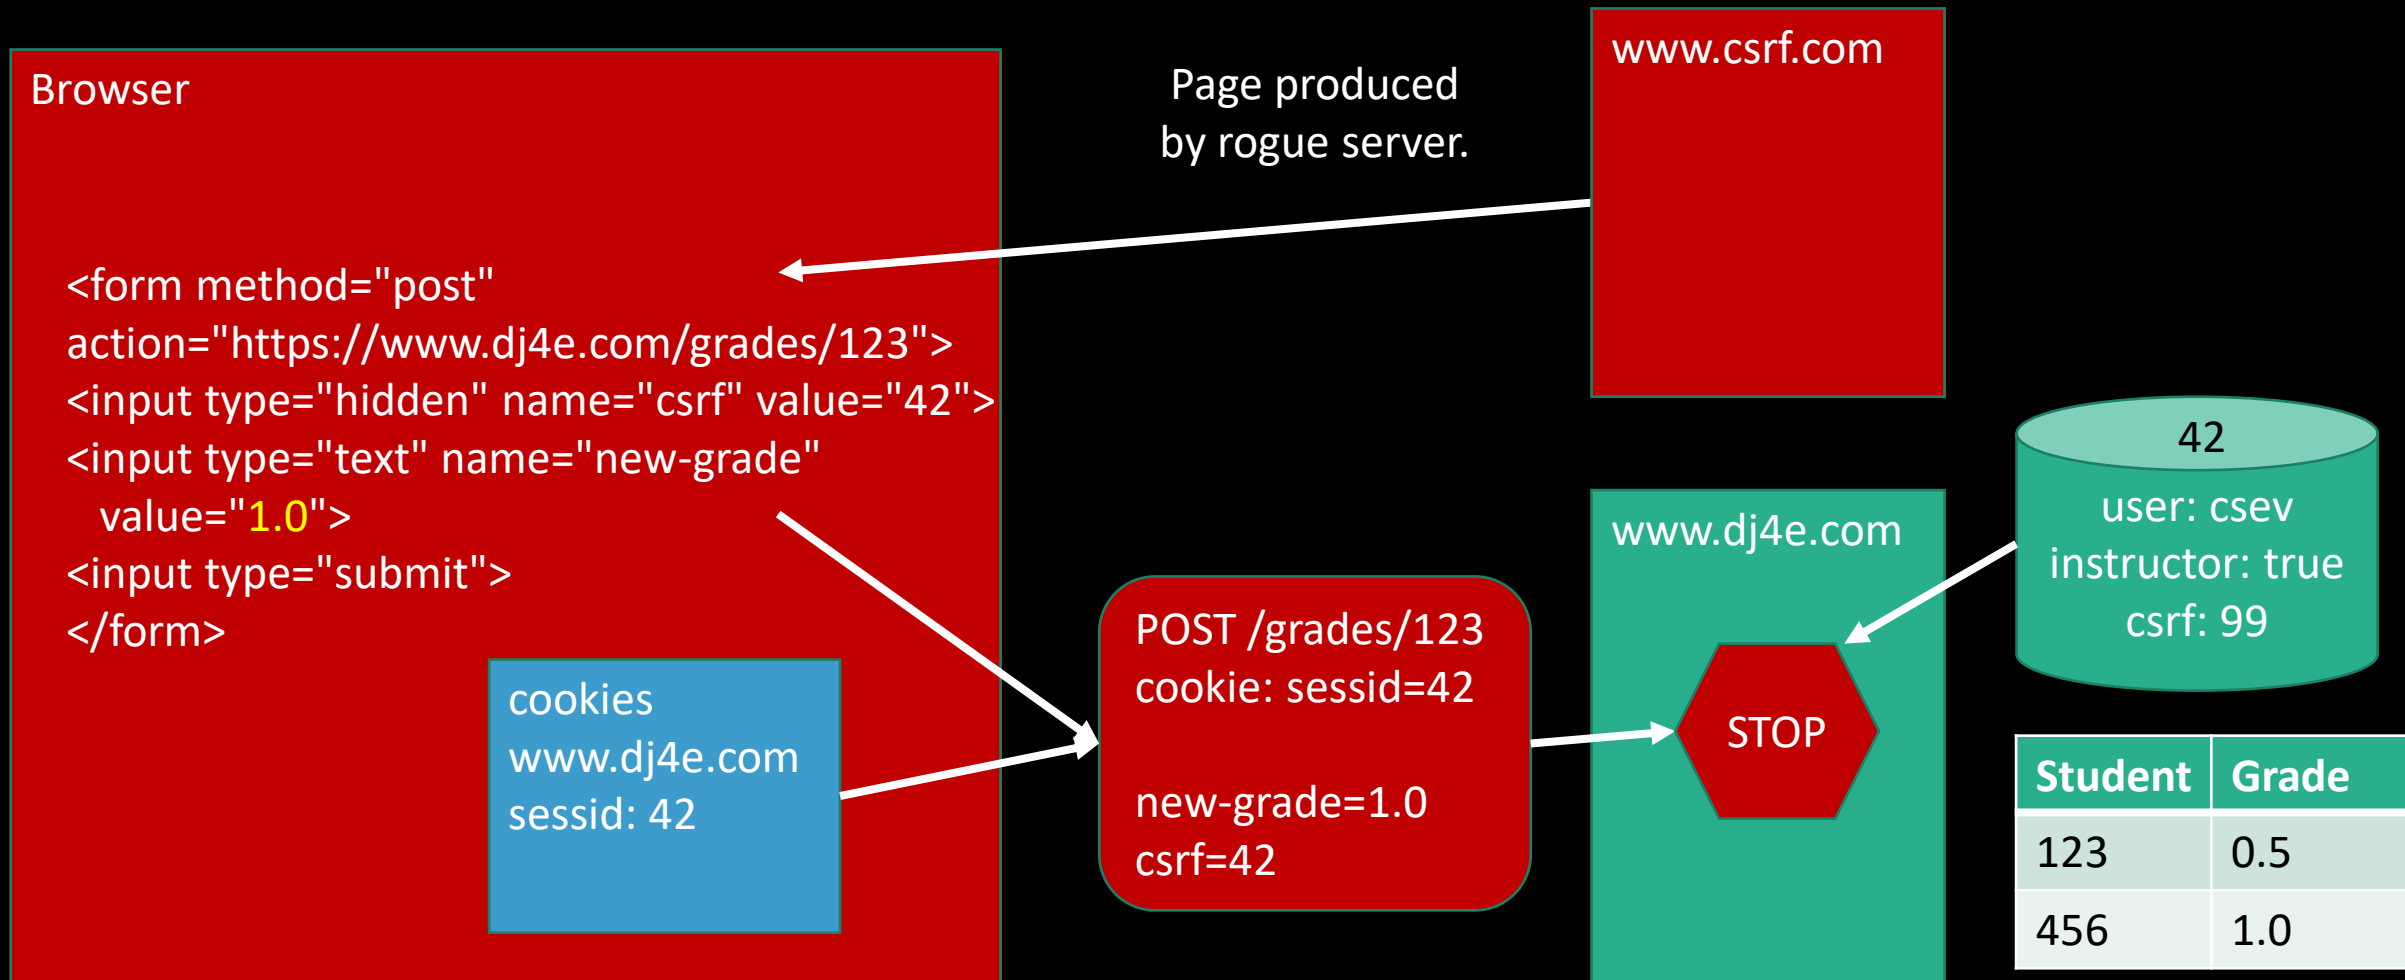 Browser
<form method="post"
action="https://www.dj4e.com/grades/123">
<input type="hidden" name="csrf" value="42">
<input type="text" name="new-grade"
value="1.0">
<input type="submit">
</form>
cookies
www.dj4e.com
sessid: 42
Page produced
by rogue server.
www.csrf.com
POST /grades/123
cookie: sessid=42
new-grade=1.0
csrf=42
www.dj4e.com
STOP
42
user: csev
instructor: true
csrf: 99
Student Grade
123 0.5
456 1.0